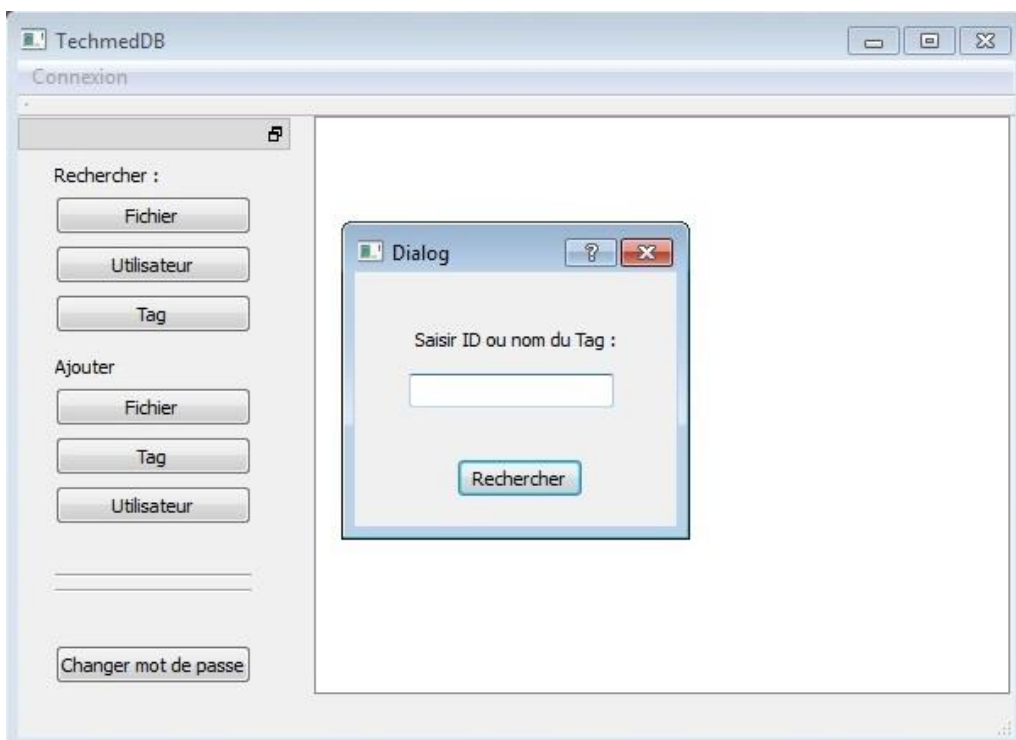 TechmedDB
Connexion
Rechercher :
Fichier
Utilisateur
Tag
Ajouter
Fichier
Tag
Utilisateur
Changer mot de passe
Dialog
?
Saisir ID ou nom du Tag :
Rechercher